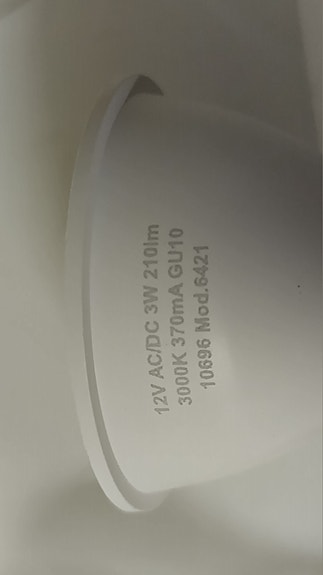 12V AC/DC 3W 210lm
3000K 370mA GU10
10696 Mod.6421